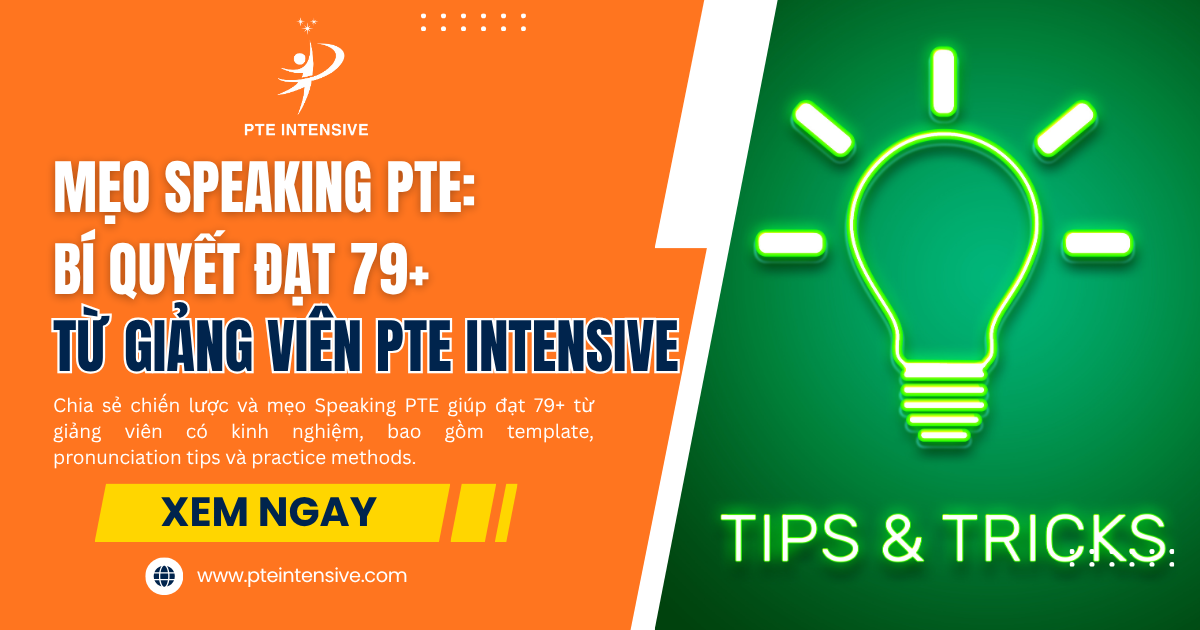 PTE INTENSIVE
MẸO SPEAKING PTE:
BÍ QUYẾT ĐẠT 79+
TỪ GIẢNG VIÊN PTE INTENSIVE
Chia sẻ chiến lược và mẹo Speaking PTE giúp đạt 79+ từ
giảng viên có kinh nghiệm, bao gồm template,
pronunciation tips và practice methods.
XEM NGAY
www.pteintensive.com
TIPS & TRICKS